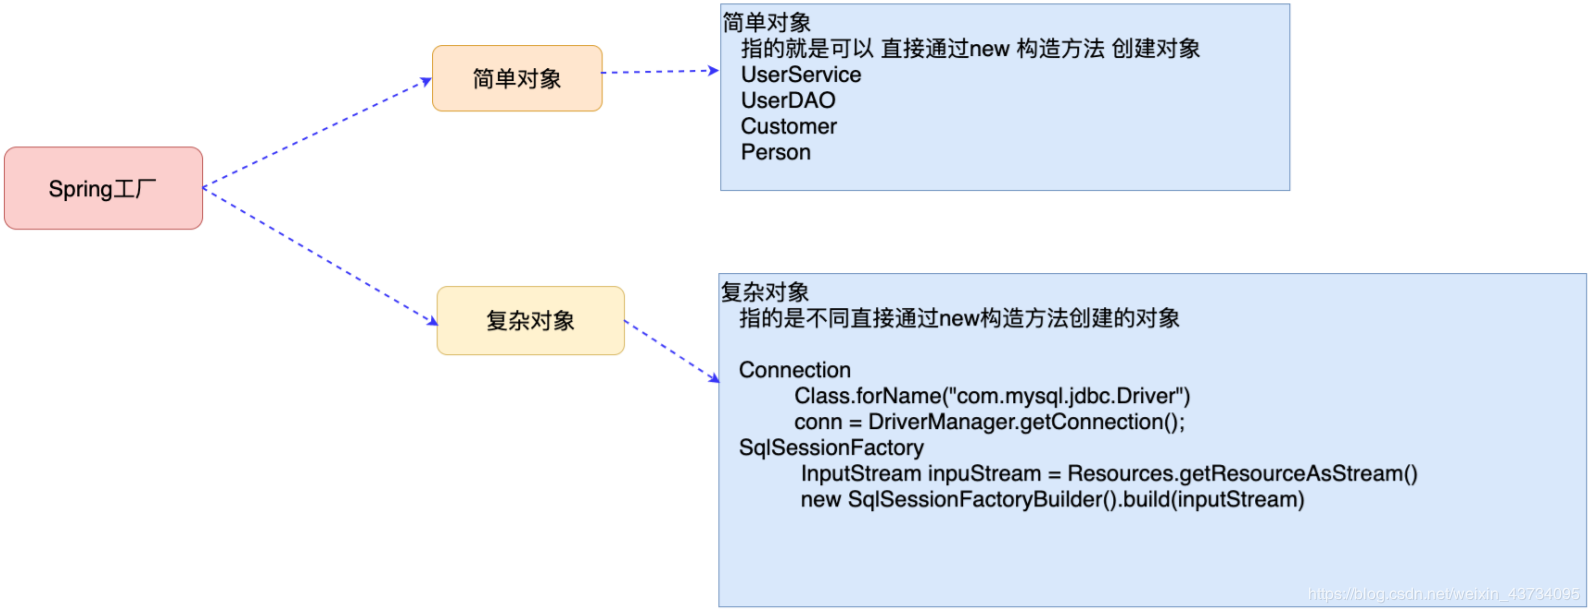 Spring工厂
简单对象
简单对象
指的就是可以 直接通过new 构造方法 创建对象
UserService
UserDAO
Customer
Person
复杂对象
复杂对象
指的是不同直接通过new构造方法创建的对象
Connection
Class.forName("com.mysql.jdbc.Driver")
conn = DriverManager.getConnection();
SqlSessionFactory
InputStream inpuStream = Resources.getResourceAsStream()
new SqlSessionFactoryBuilder().build(inputStream)
https://blog.csdn.net/weixin_43734095